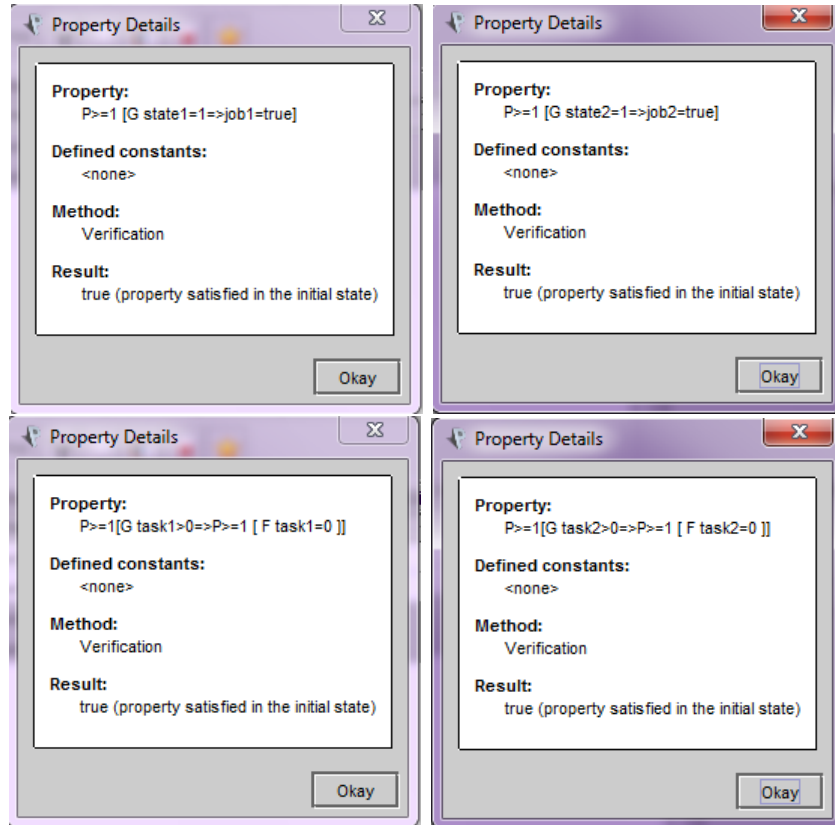 Property Details
Property:
P>=1 [G state1=1=>job1=true]
Defined constants:
<none>
Method:
Verification
Result:
true (property satisfied in the initial state)
Okay
Property Details
Property:
P>=1 [G state2=1=>job2=true]
Defined constants:
<none>
Method:
Verification
Result:
true (property satisfied in the initial state)
Okay
Property Details
Property:
P>=1[G task1>0=>P>=1 [ F task1=0 ]]
Defined constants:
<none>
Method:
Verification
Result:
true (property satisfied in the initial state)
Okay
Property Details
Property:
P>=1[G task2>0=>P>=1 [ F task2=0 ]]
Defined constants:
<none>
Method:
Verification
Result:
true (property satisfied in the initial state)
Okay